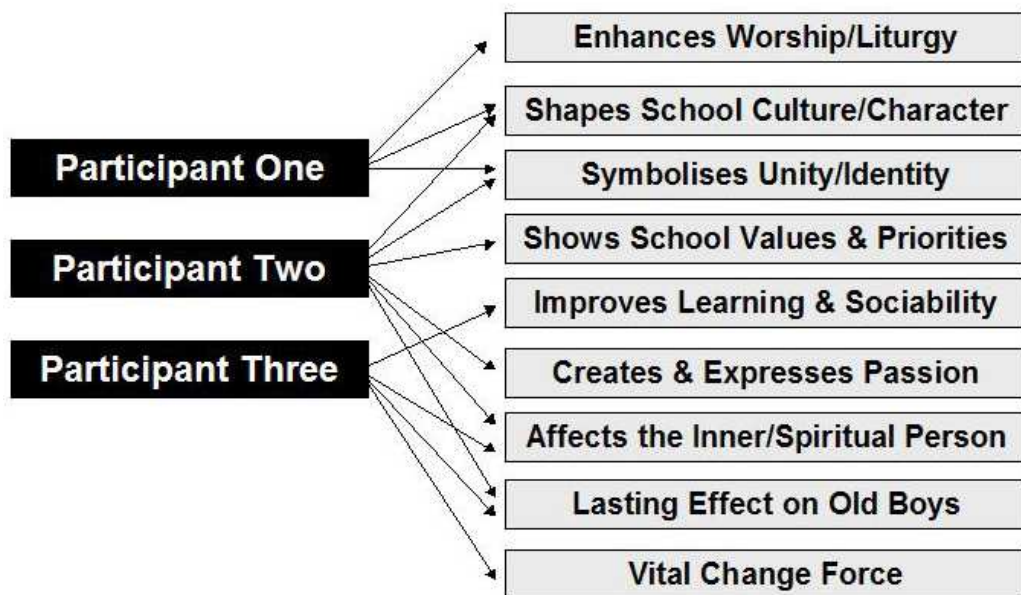 Participant One
Participant Two
Participant Three
Enhances Worship/Liturgy
Shapes School Culture/Character
Symbolises Unity/Identity
Shows School Values & Priorities
Improves Learning & Sociability
Creates & Expresses Passion
Affects the Inner/Spiritual Person
Lasting Effect on Old Boys
Vital Change Force